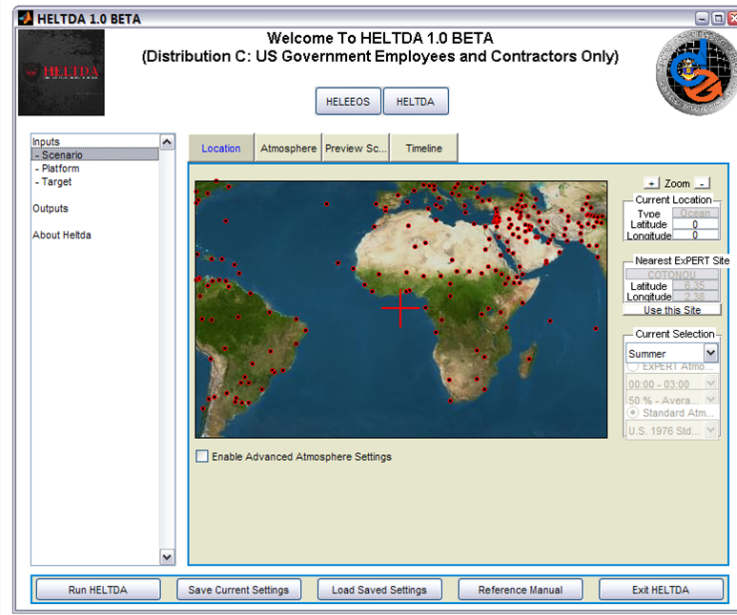 HELTDA 1.0 BETA
Welcome To HELTDA 1.0 BETA
(Distribution C: US Government Employees and Contractors Only)
HELTDA
HELEEOS
HELTDA
Inputs
- Scenario
- Platform
- Target
Outputs
About Heltda
Location
Atmosphere
Preview Sc...
Timeline
+ Zoom -
Current Location
Type Ocean
Latitude 0
Longitude 0
Nearest ExPERT Site
COTONOU
Latitude 6.35
Longitude 2.38
Use this Site
Current Selection
Summer
ExPERT Atmo...
00:00 - 03:00
50 % - Avera...
Standard Atm...
U.S. 1976 Std...
Enable Advanced Atmosphere Settings
Run HELTDA
Save Current Settings
Load Saved Settings
Reference Manual
Exit HELTDA